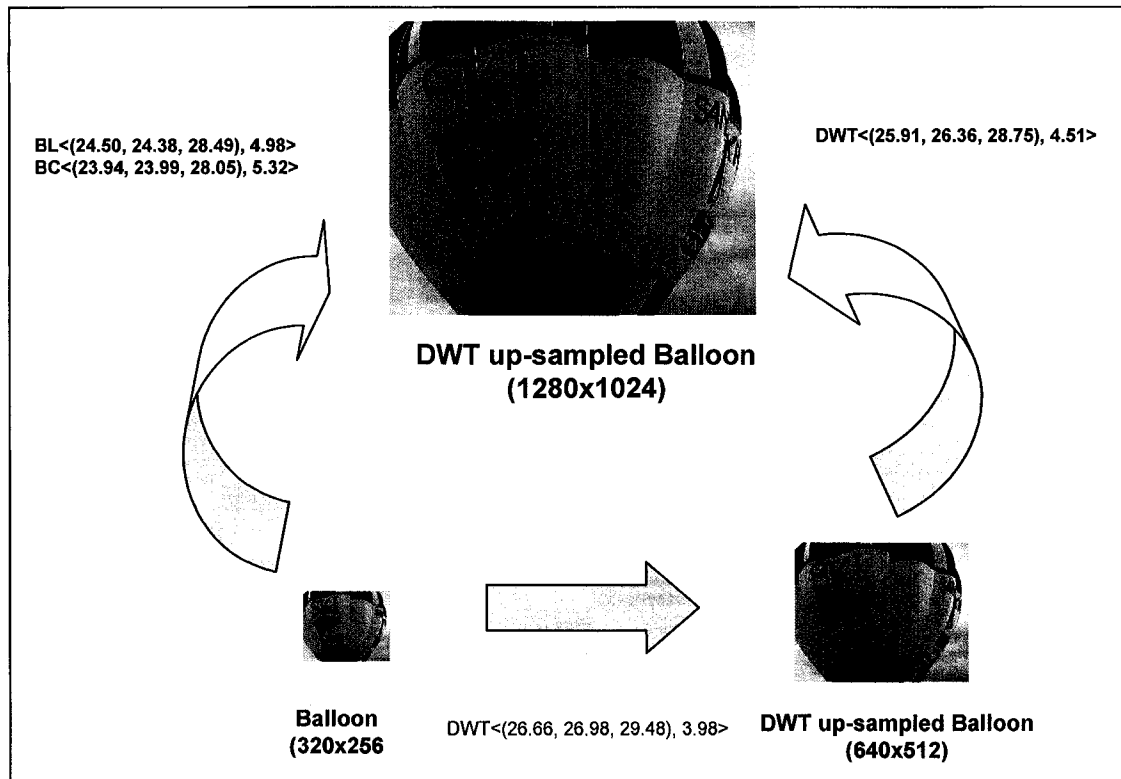 BL<(24.50, 24.38, 28.49), 4.98>
BC<(23.94, 23.99, 28.05), 5.32>
DWT<(25.91, 26.36, 28.75), 4.51>
SAN
DWT up-sampled Balloon
(1280x1024)
Balloon
(320x256
DWT<(26.66, 26.98, 29.48), 3.98>
DWT up-sampled Balloon
(640x512)